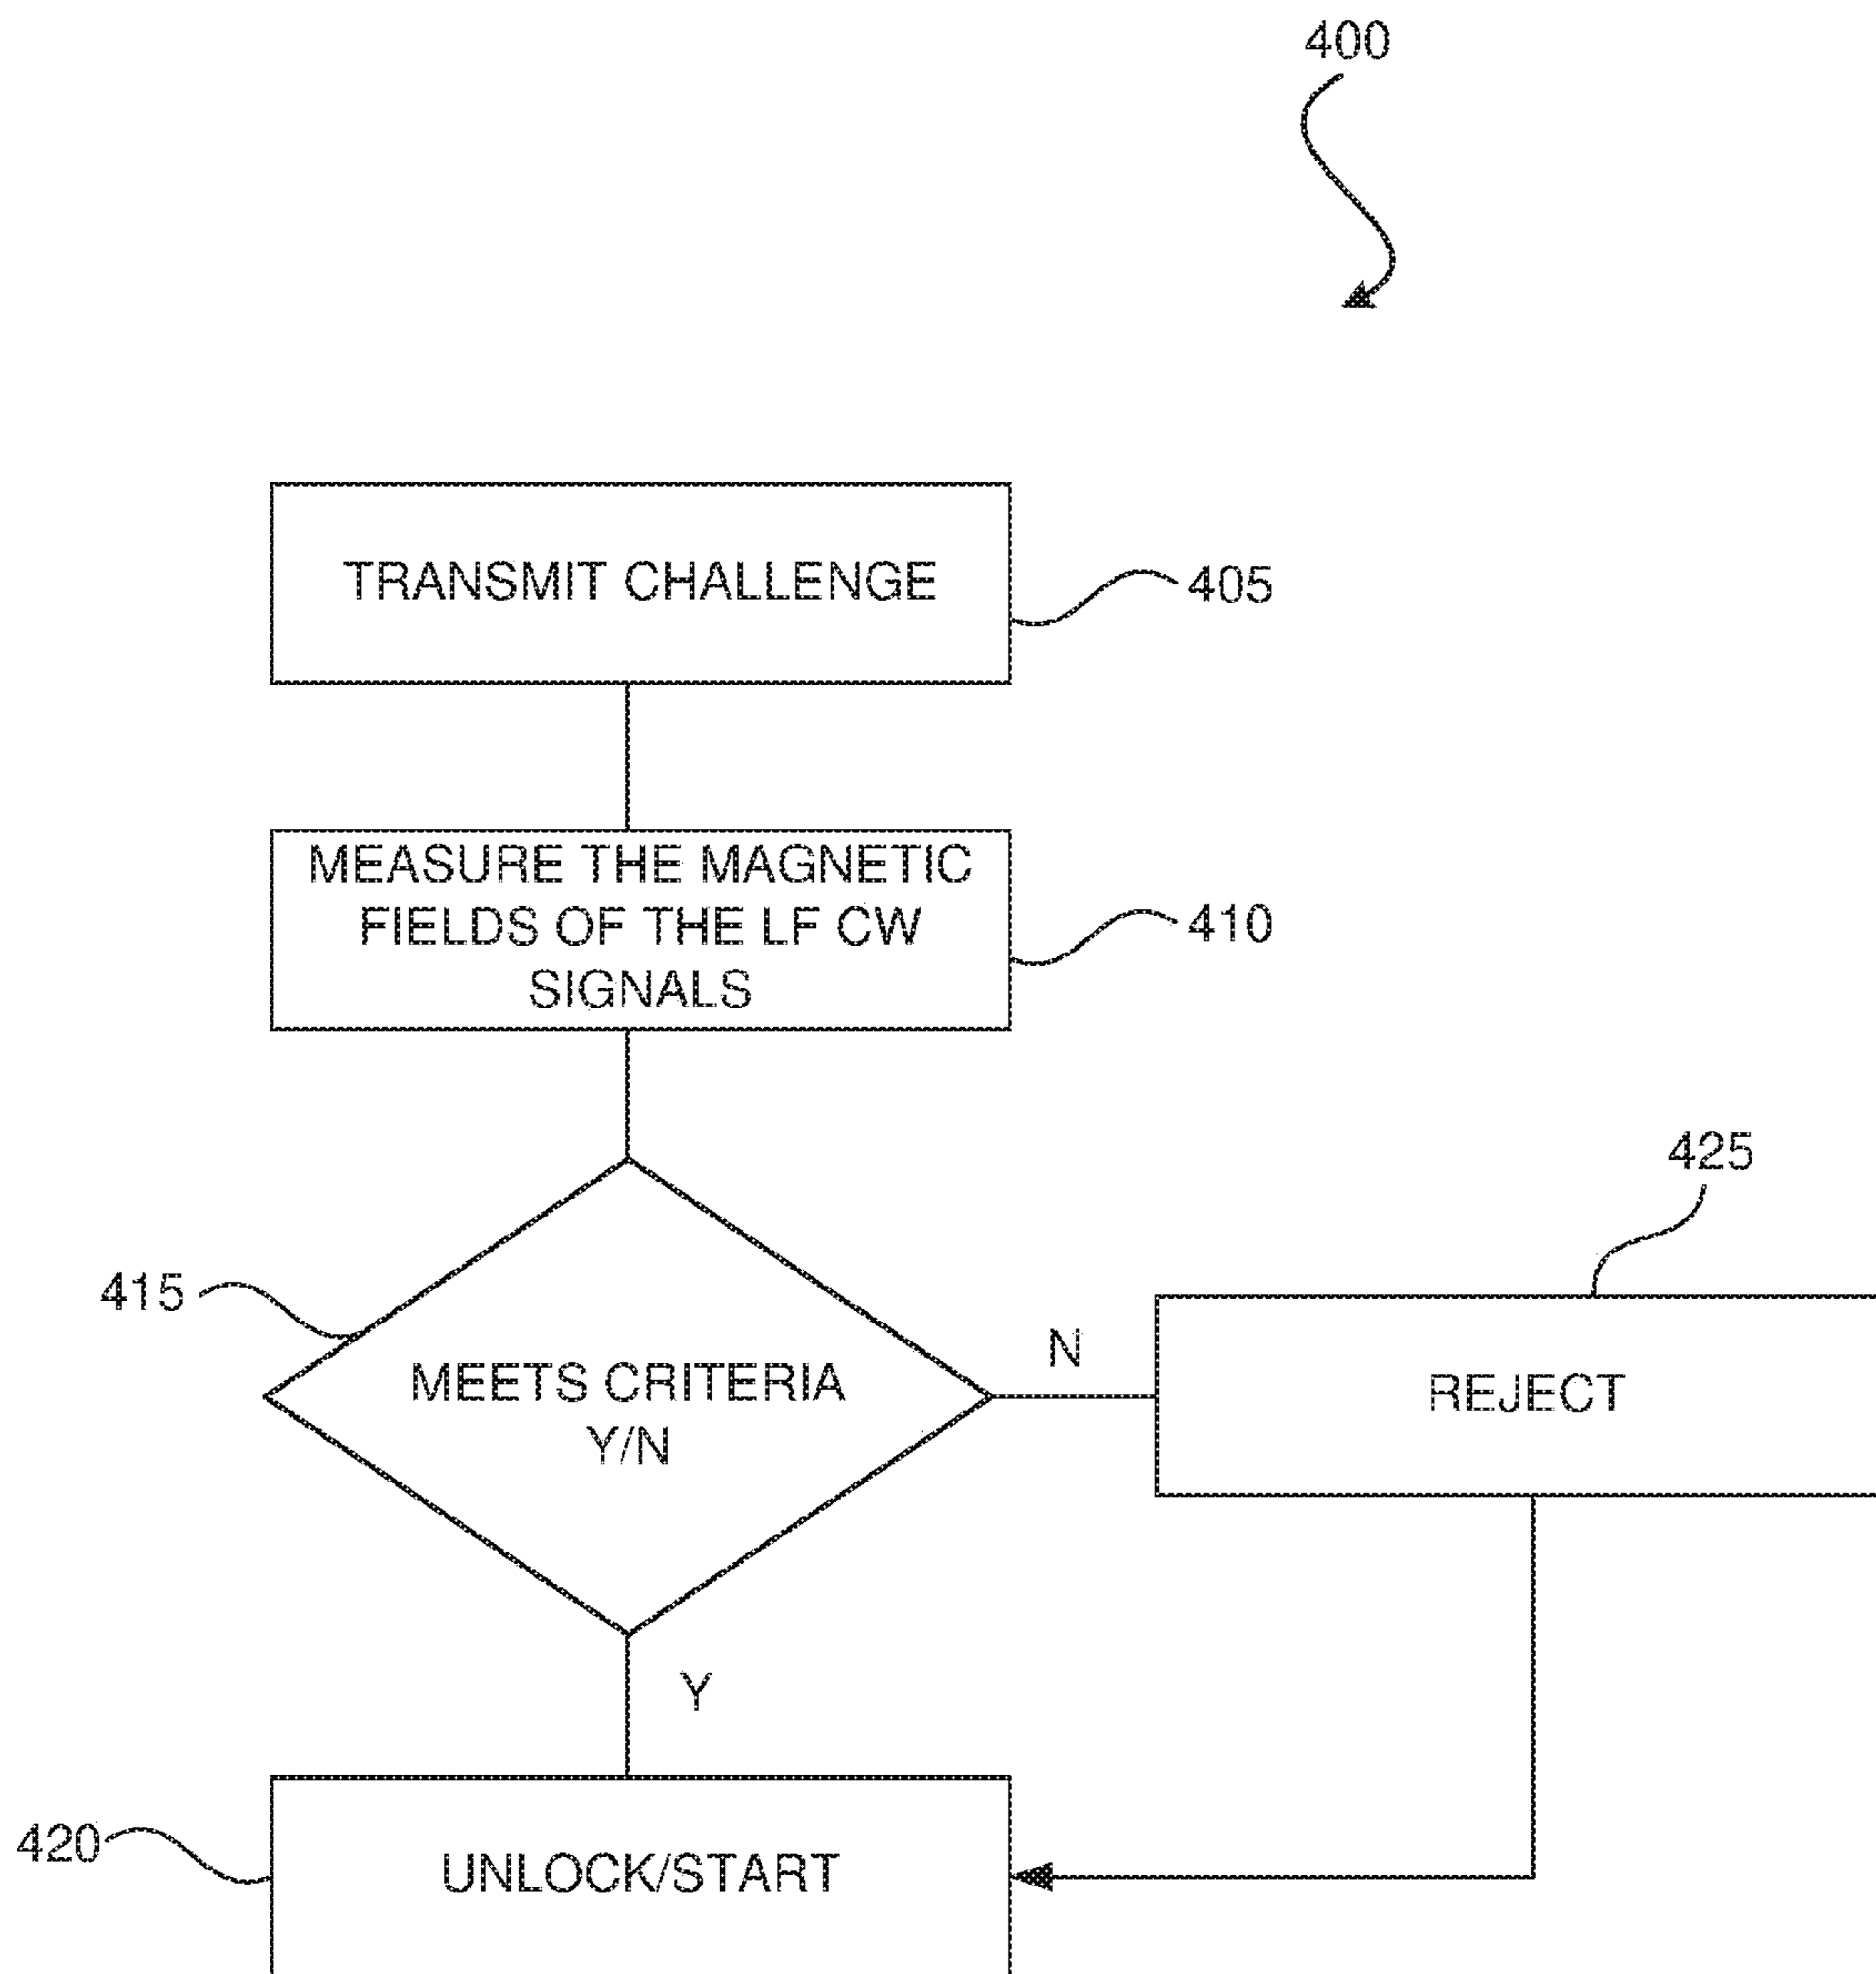 400
TRANSMIT CHALLENGE
405
MEASURE THE MAGNETIC
FIELDS OF THE LF CW
SIGNALS
410
425
415
MEETS CRITERIA
Y/N
N
REJECT
Y
420
UNLOCK/START